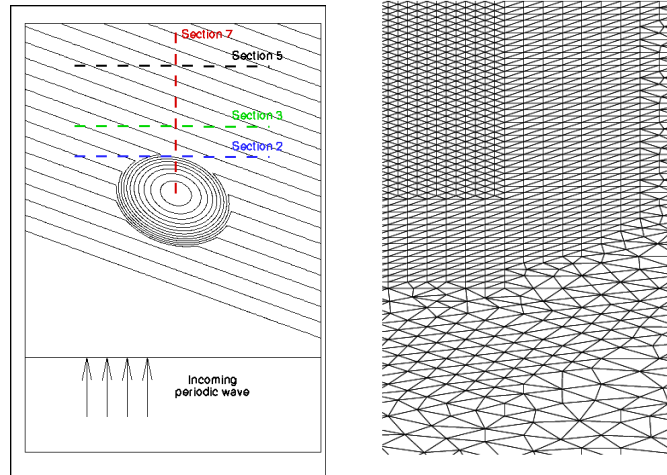 Section 7
Section 5
Section 3
Section 2
Incoming
periodic wave